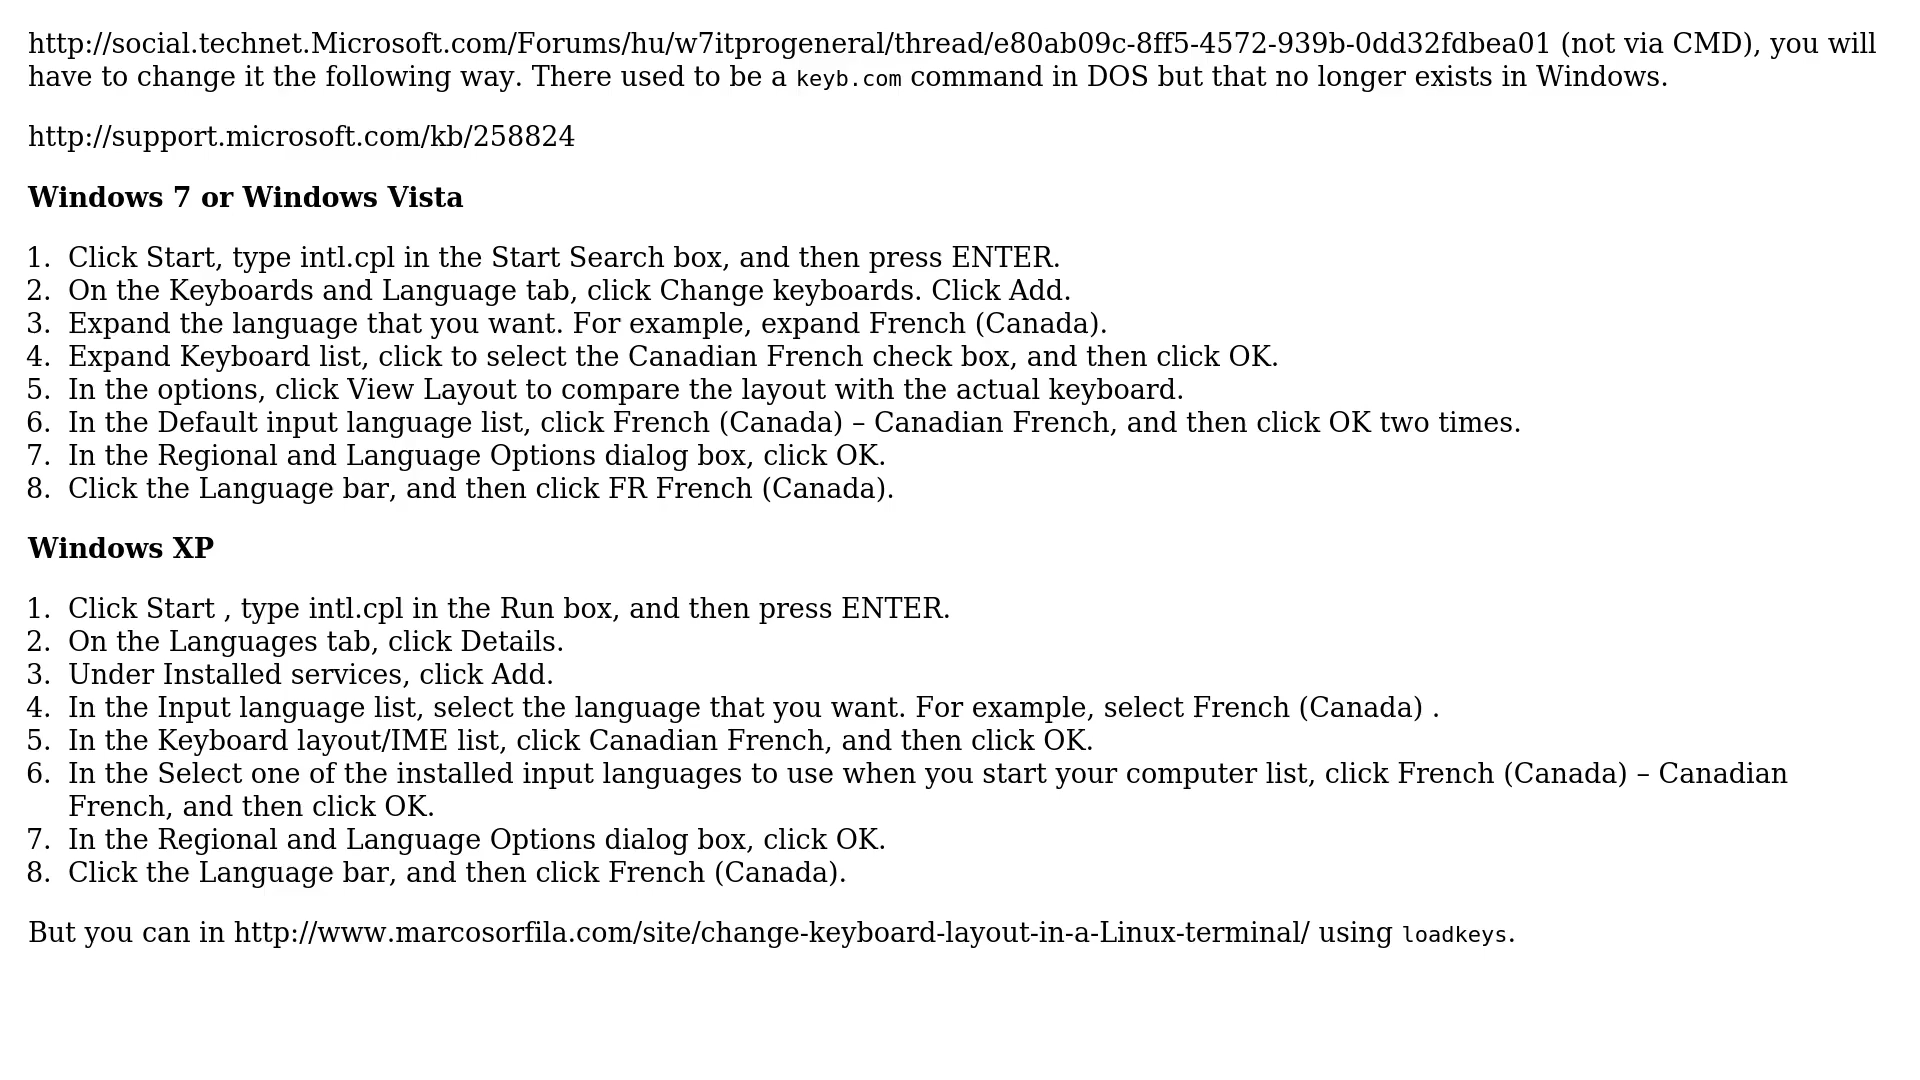 http://social.technet.Microsoft.com/Forums/hu/w7itprogeneral/thread/e80ab09c-8ff5-4572-939b-0dd32fdbea01 (not via CMD), you will
have to change it the following way. There used to be a keyb.com command in DOS but that no longer exists in Windows.
http://support.microsoft.com/kb/258824
Windows 7 or Windows Vista
1. Click Start, type intl.cpl in the Start Search box, and then press ENTER.
2. On the Keyboards and Language tab, click Change keyboards. Click Add.
3. Expand the language that you want. For example, expand French (Canada).
4. Expand Keyboard list, click to select the Canadian French check box, and then click OK.
5. In the options, click View Layout to compare the layout with the actual keyboard.
6. In the Default input language list, click French (Canada) – Canadian French, and then click OK two times.
7. In the Regional and Language Options dialog box, click OK.
8. Click the Language bar, and then click FR French (Canada).
Windows XP
1. Click Start , type intl.cpl in the Run box, and then press ENTER.
2. On the Languages tab, click Details.
3. Under Installed services, click Add.
4. In the Input language list, select the language that you want. For example, select French (Canada) .
5. In the Keyboard layout/IME list, click Canadian French, and then click OK.
6. In the Select one of the installed input languages to use when you start your computer list, click French (Canada) – Canadian
French, and then click OK.
7. In the Regional and Language Options dialog box, click OK.
8. Click the Language bar, and then click French (Canada).
But you can in http://www.marcosorfila.com/site/change-keyboard-layout-in-a-Linux-terminal/ using loadkeys.